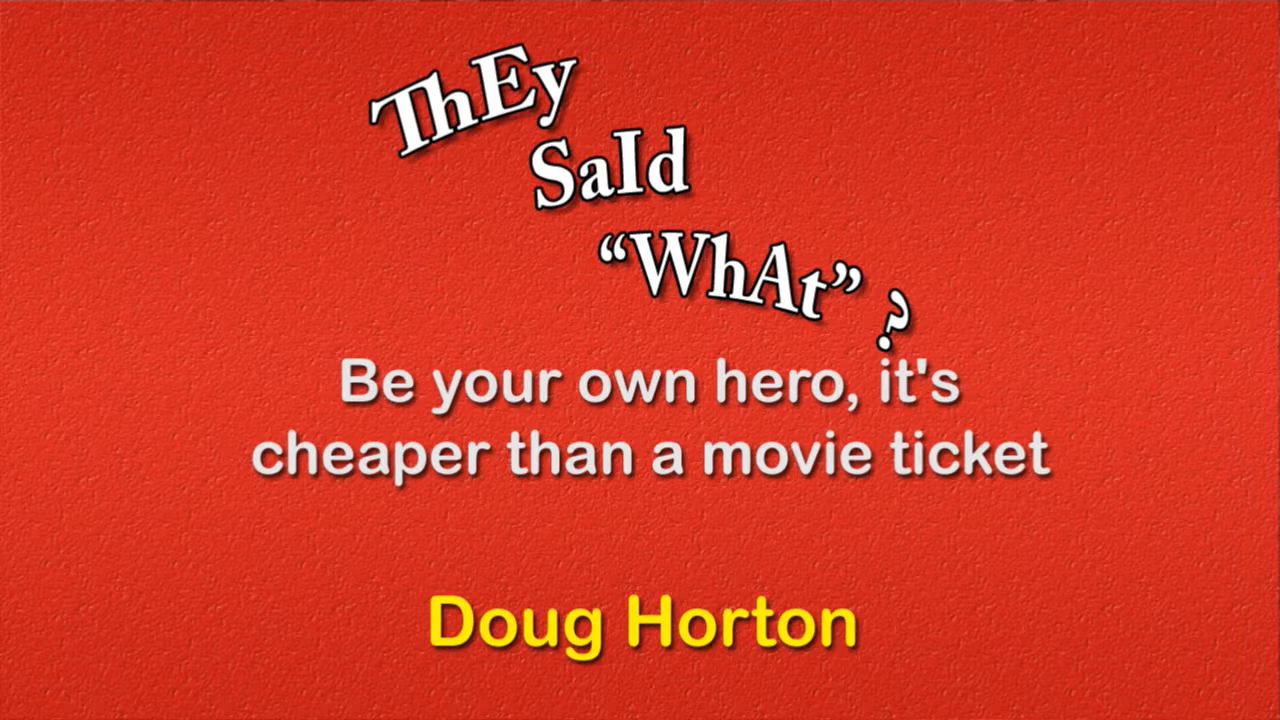 ThEy
SaId
“WhAt” ?
Be your own hero, it's
cheaper than a movie ticket
Doug Horton